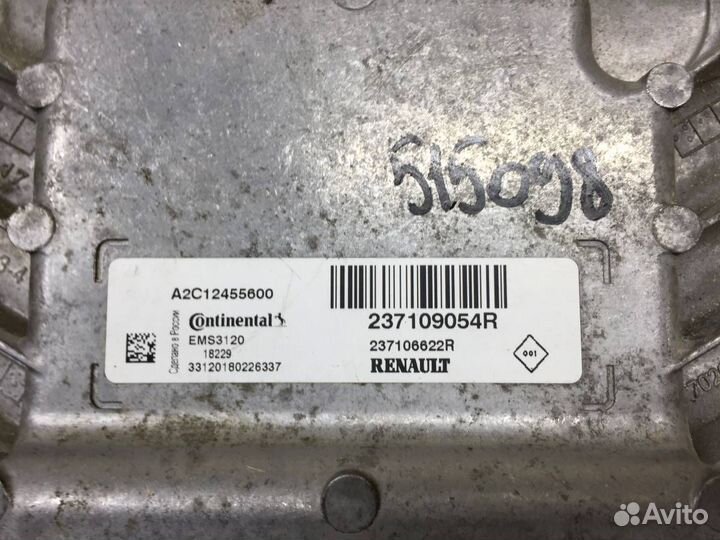 515098
A2C12455600
Continental
EMS3120
18229
33120180226337
Сделано в России
237109054R
237106622R
RENAULT
001
Avito